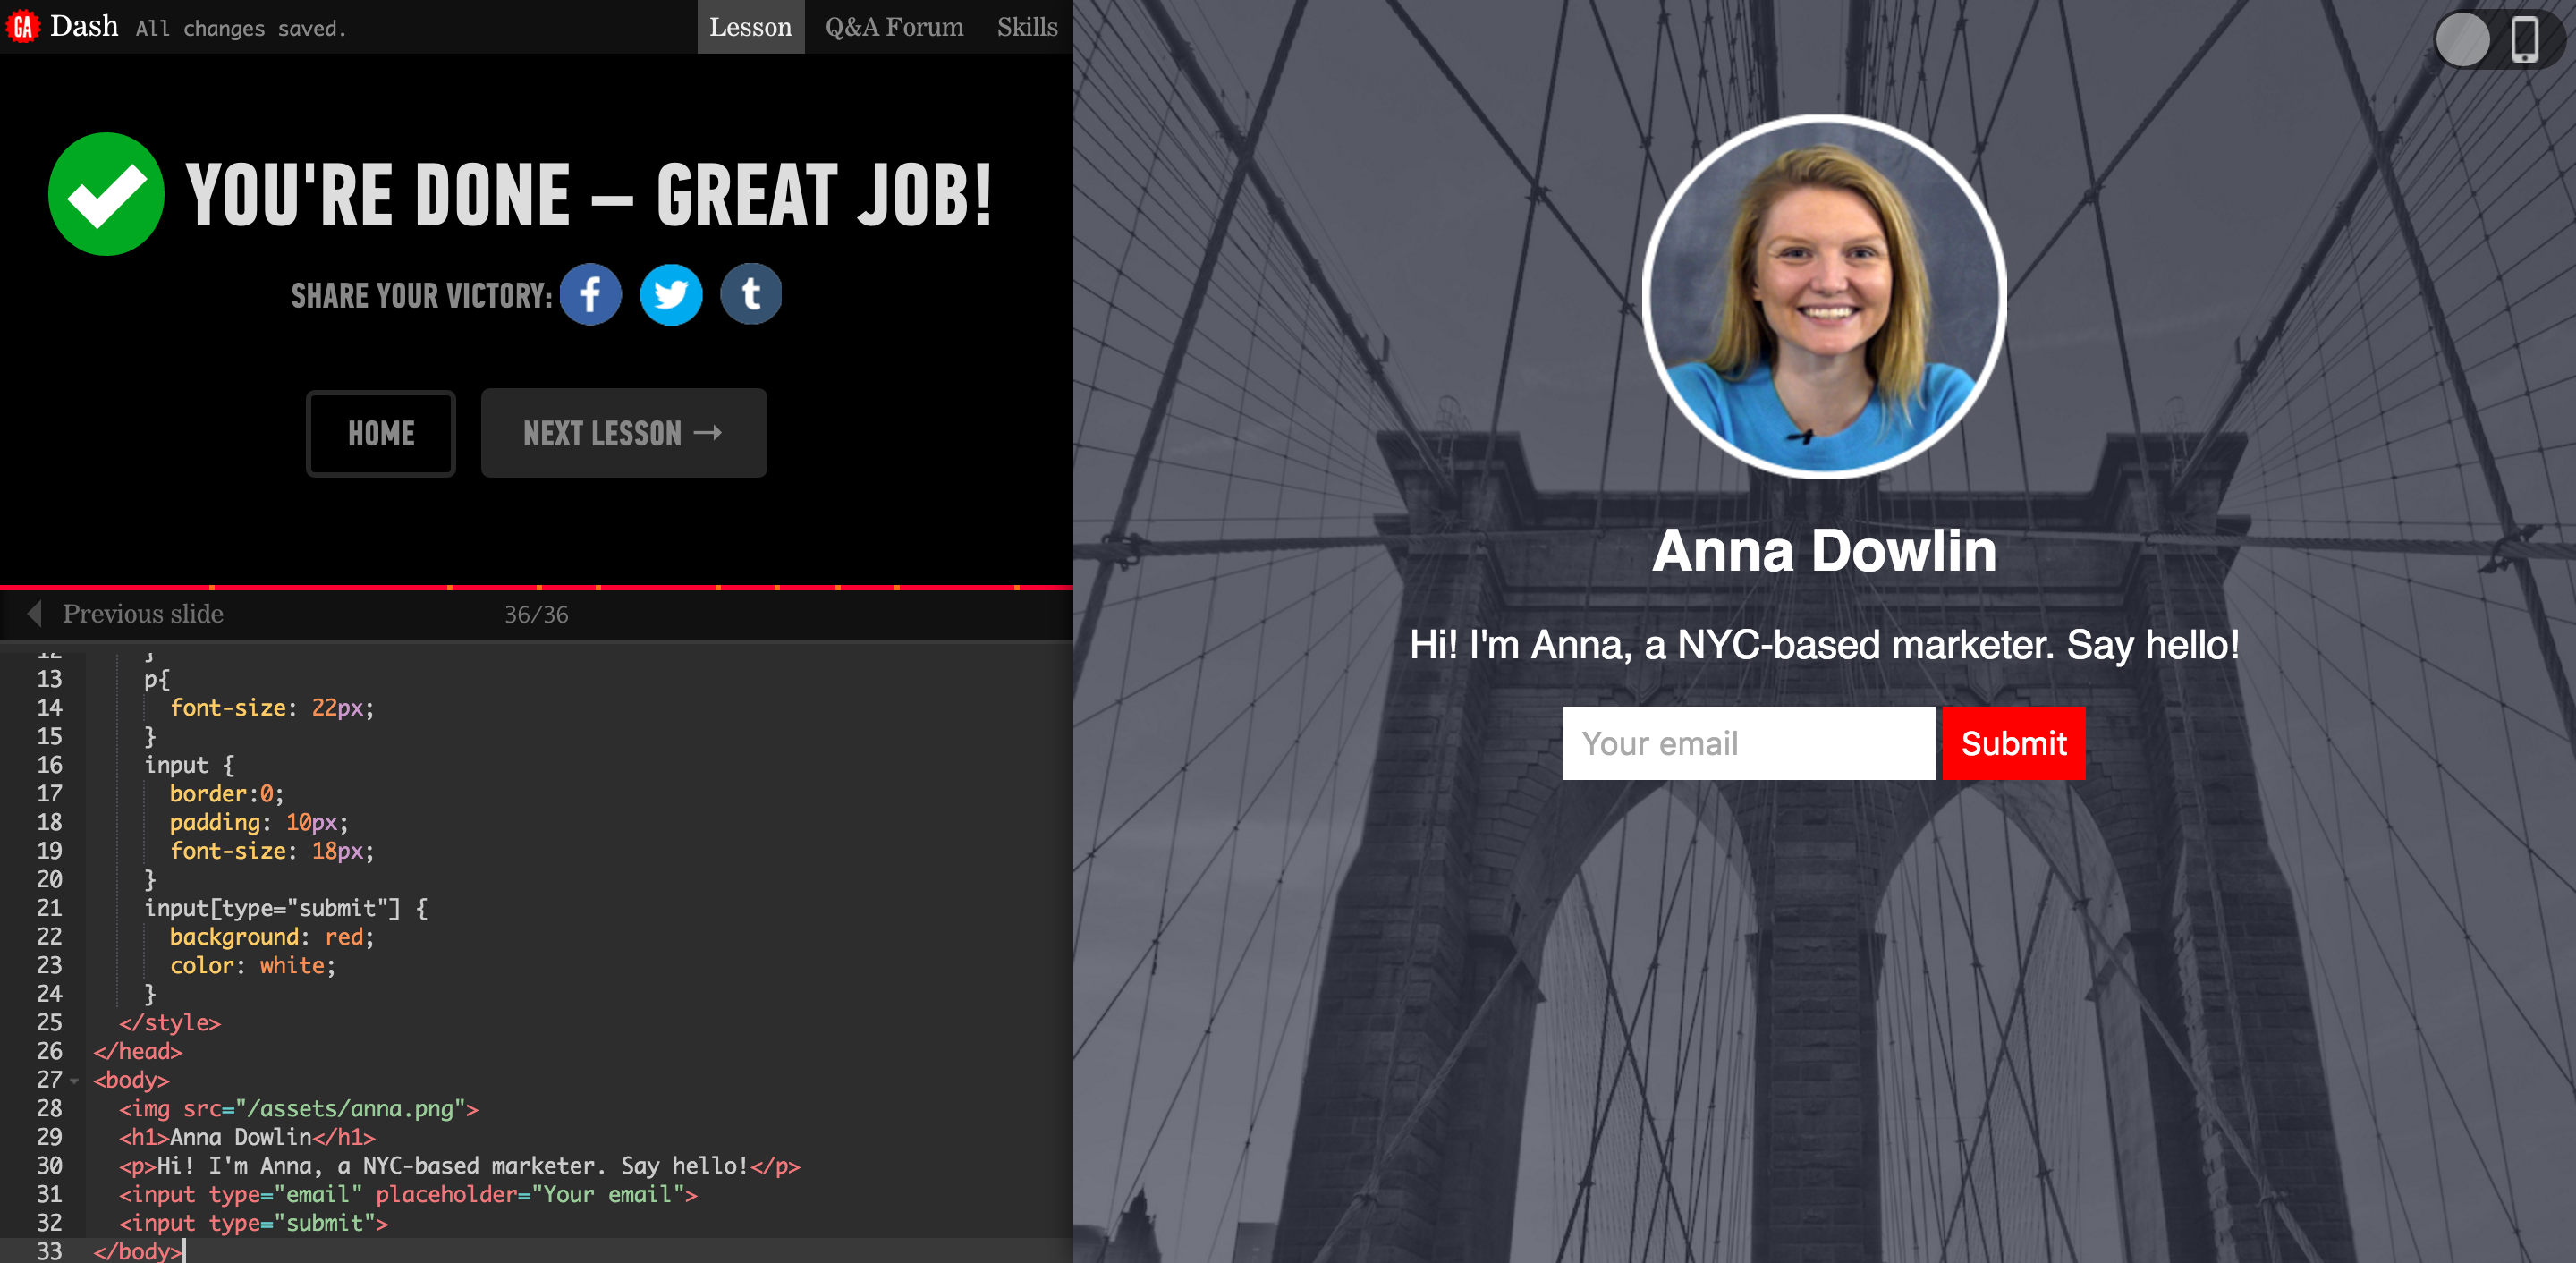 GA Dash All changes saved. Lesson Q&A Forum Skills
YOU'RE DONE – GREAT JOB!
SHARE YOUR VICTORY: f t
HOME NEXT LESSON →
Previous slide 36/36
12 }
13 p{
14 font-size: 22px;
15 }
16 input {
17 border:0;
18 padding: 10px;
19 font-size: 18px;
20 }
21 input[type="submit"] {
22 background: red;
23 color: white;
24 }
25 </style>
26 </head>
27 <body>
28 <img src="/assets/anna.png">
29 <h1>Anna Dowlin</h1>
30 <p>Hi! I'm Anna, a NYC-based marketer. Say hello!</p>
31 <input type="email" placeholder="Your email">
32 <input type="submit">
33 </body>
Anna Dowlin
Hi! I'm Anna, a NYC-based marketer. Say hello!
Your email Submit